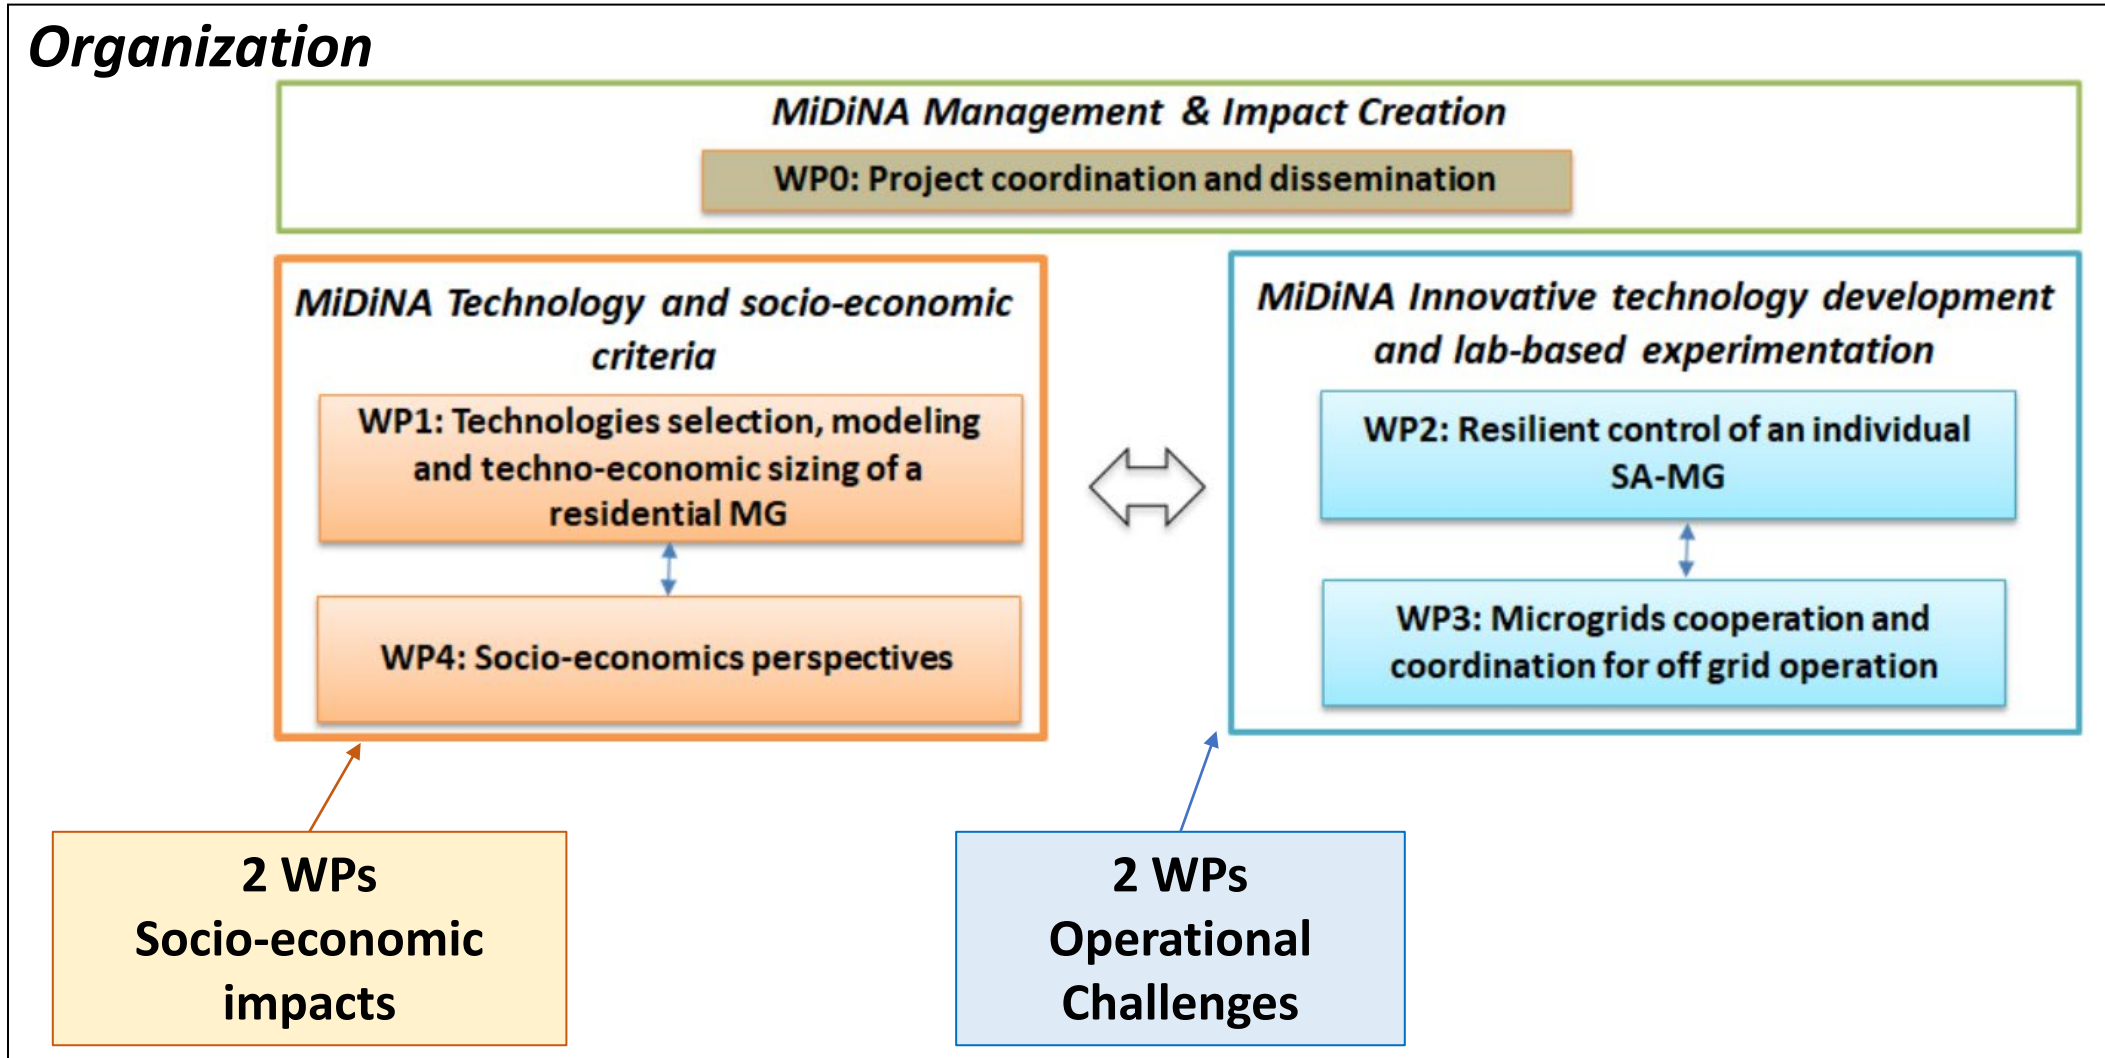 Organization
MiDiNA Management & Impact Creation
WP0: Project coordination and dissemination
MiDiNA Technology and socio-economic
criteria
WP1: Technologies selection, modeling
and techno-economic sizing of a
residential MG
WP4: Socio-economics perspectives
MiDiNA Innovative technology development
and lab-based experimentation
WP2: Resilient control of an individual
SA-MG
WP3: Microgrids cooperation and
coordination for off grid operation
2 WPs
Socio-economic
impacts
2 WPs
Operational
Challenges